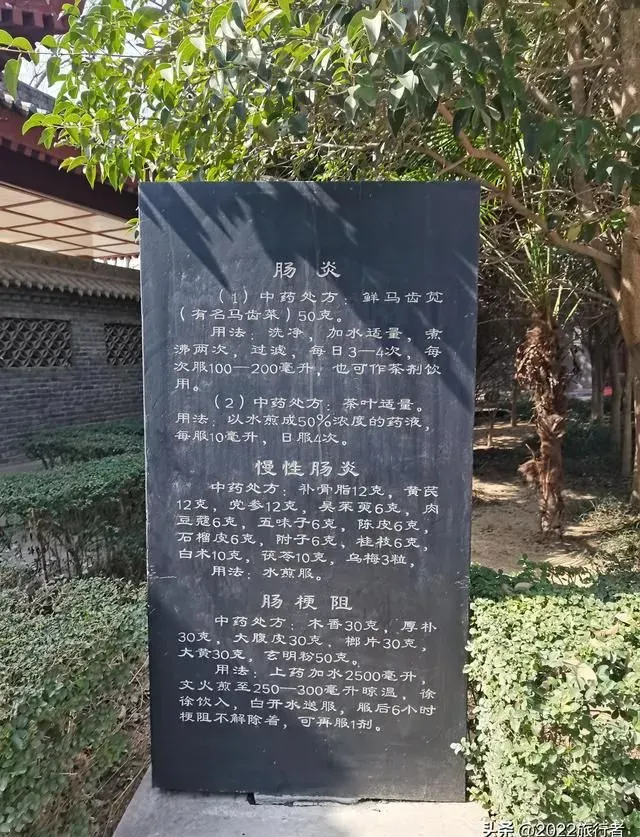 肠炎
（1）中药处方：鲜马齿苋
（有名马齿菜）50克。
用法：洗净，加水适量，煮
沸两次，过滤，每日3—4次，每
次服100—200毫升，也可作茶剂饮
用。
（2）中药处方：茶叶适量。
用法：以水煎成50%浓度的药液，
每服10毫升，日服4次。
慢性肠炎
中药处方：补骨脂12克，黄芪
12克，党参12克，吴茱萸6克，肉
豆蔻6克，五味子6克，陈皮6克，
石榴皮6克，附子6克，桂枝6克，
白木10克，茯苓10克，乌梅3粒，
用法：水煎服。
肠梗阻
中药处方：木香30克，厚补
30克，大腹皮30克，榔片30克，
大黄30克，玄明粉50克。
用法：上药加水2500毫升，
文火煎至250—300毫升晾温，徐
徐饮入，白开水送服，服后6小时
梗阻不解除着，可再服1剂。
头条 @2022旅行者